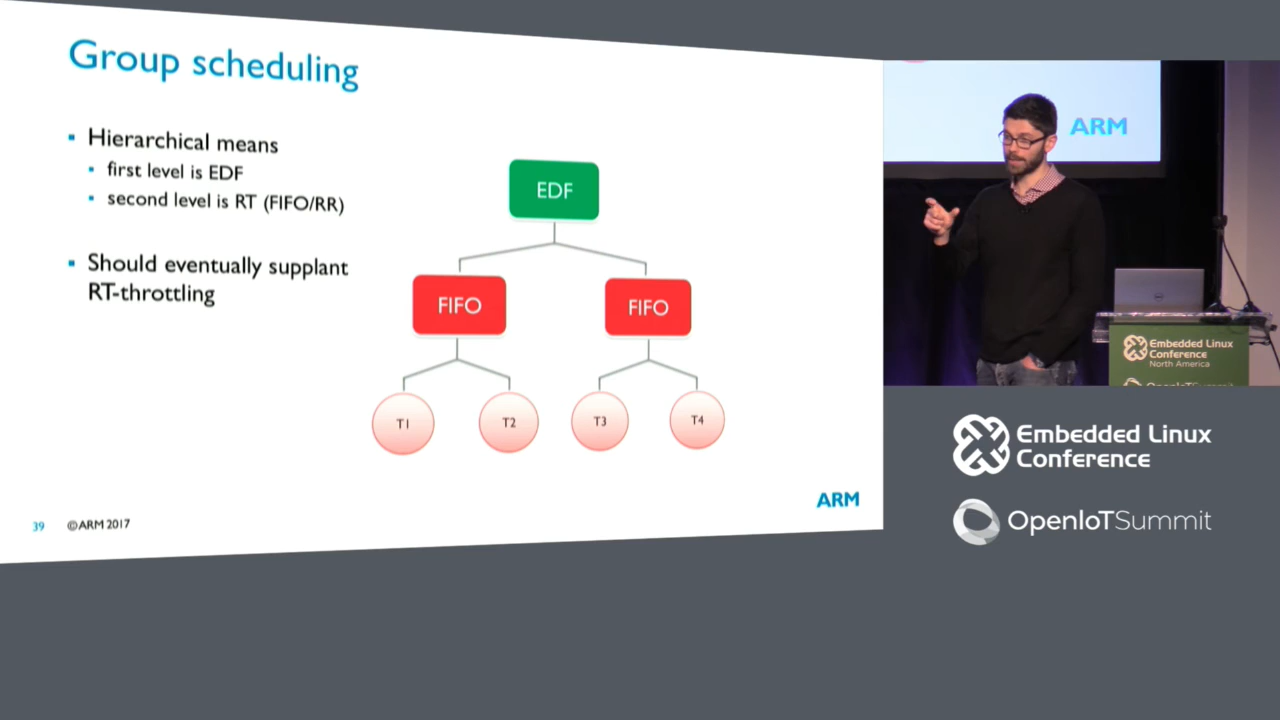 Group scheduling
Hierarchical means
first level is EDF
second level is RT (FIFO/RR)
Should eventually supplant
RT-throttling
EDF
FIFO
FIFO
T1
T2
T3
T4
ARM
39
©ARM 2017
ARM
Embedded Linux
Conference
North America
OpenIoTSummit
Embedded Linux
Conference
OpenIoTSummit